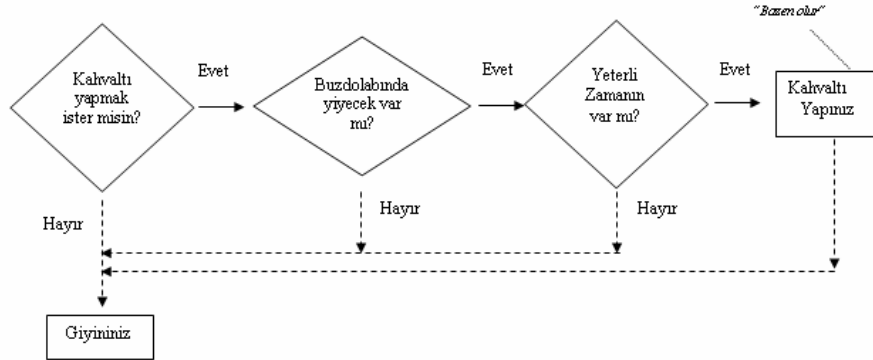 "Bazen olur"
Kahvaltı
yapmak
ister misin?
Evet
Buzdolabında
yiyecek var
mı?
Evet
Yeterli
Zamanın
var mı?
Evet
Kahvaltı
Yapınız
Hayır
Hayır
Hayır
Giyininiz